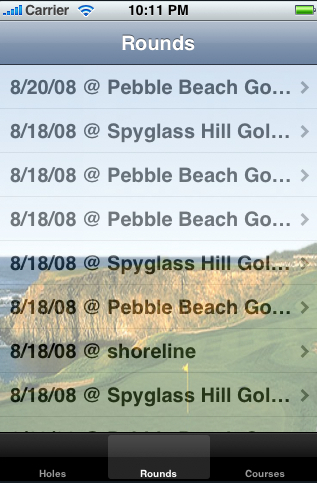 Carrier 10:11 PM
Rounds
8/20/08 @ Pebble Beach Go...
8/18/08 @ Spyglass Hill Gol...
8/18/08 @ Pebble Beach Go...
8/18/08 @ Pebble Beach Go...
8/18/08 @ Spyglass Hill Gol...
8/18/08 @ Pebble Beach Go...
8/18/08 @ shoreline
8/18/08 @ Spyglass Hill Gol...
Holes Rounds Courses